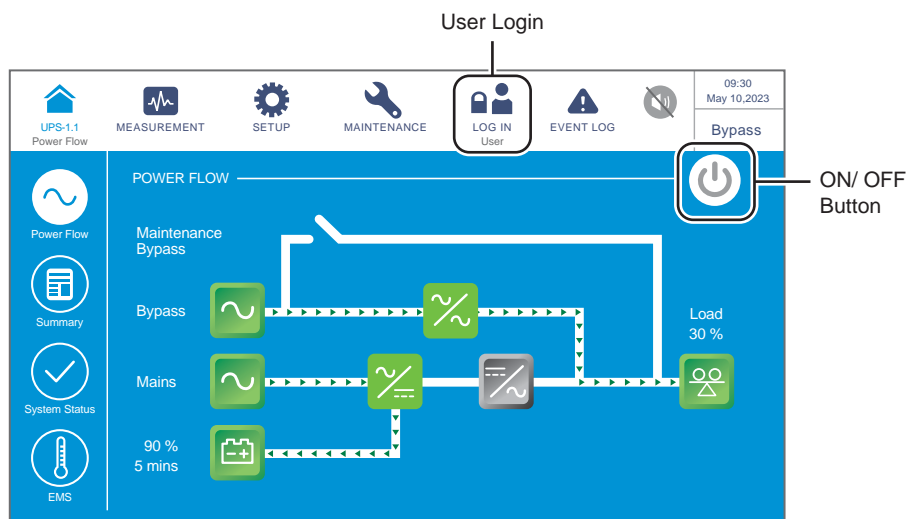 User Login
09:30
May 10,2023
UPS-1.1
Power Flow
MEASUREMENT
SETUP
MAINTENANCE
LOG IN
User
EVENT LOG
Bypass
ON/ OFF
Button
POWER FLOW
Power Flow
Maintenance
Bypass
Summary
Bypass
Load
30 %
Mains
System Status
90 %
5 mins
EMS